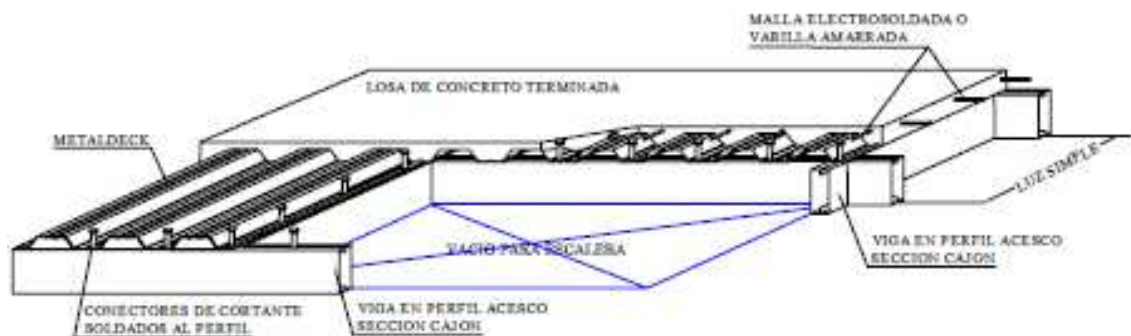 MALLA ELECTROSOLDADA O
VARILLA AMARRADA
LOSA DE CONCRETO TERMINADA
METALDECK
LUZ SIMPLE
VACIO PARA ESCALERA
VIGA EN PERFIL ACESCO
SECCION CAJON
CONECTORES DE CORTANTE
SOLDADOS AL PERFIL
VIGA EN PERFIL ACESCO
SECCION CAJON